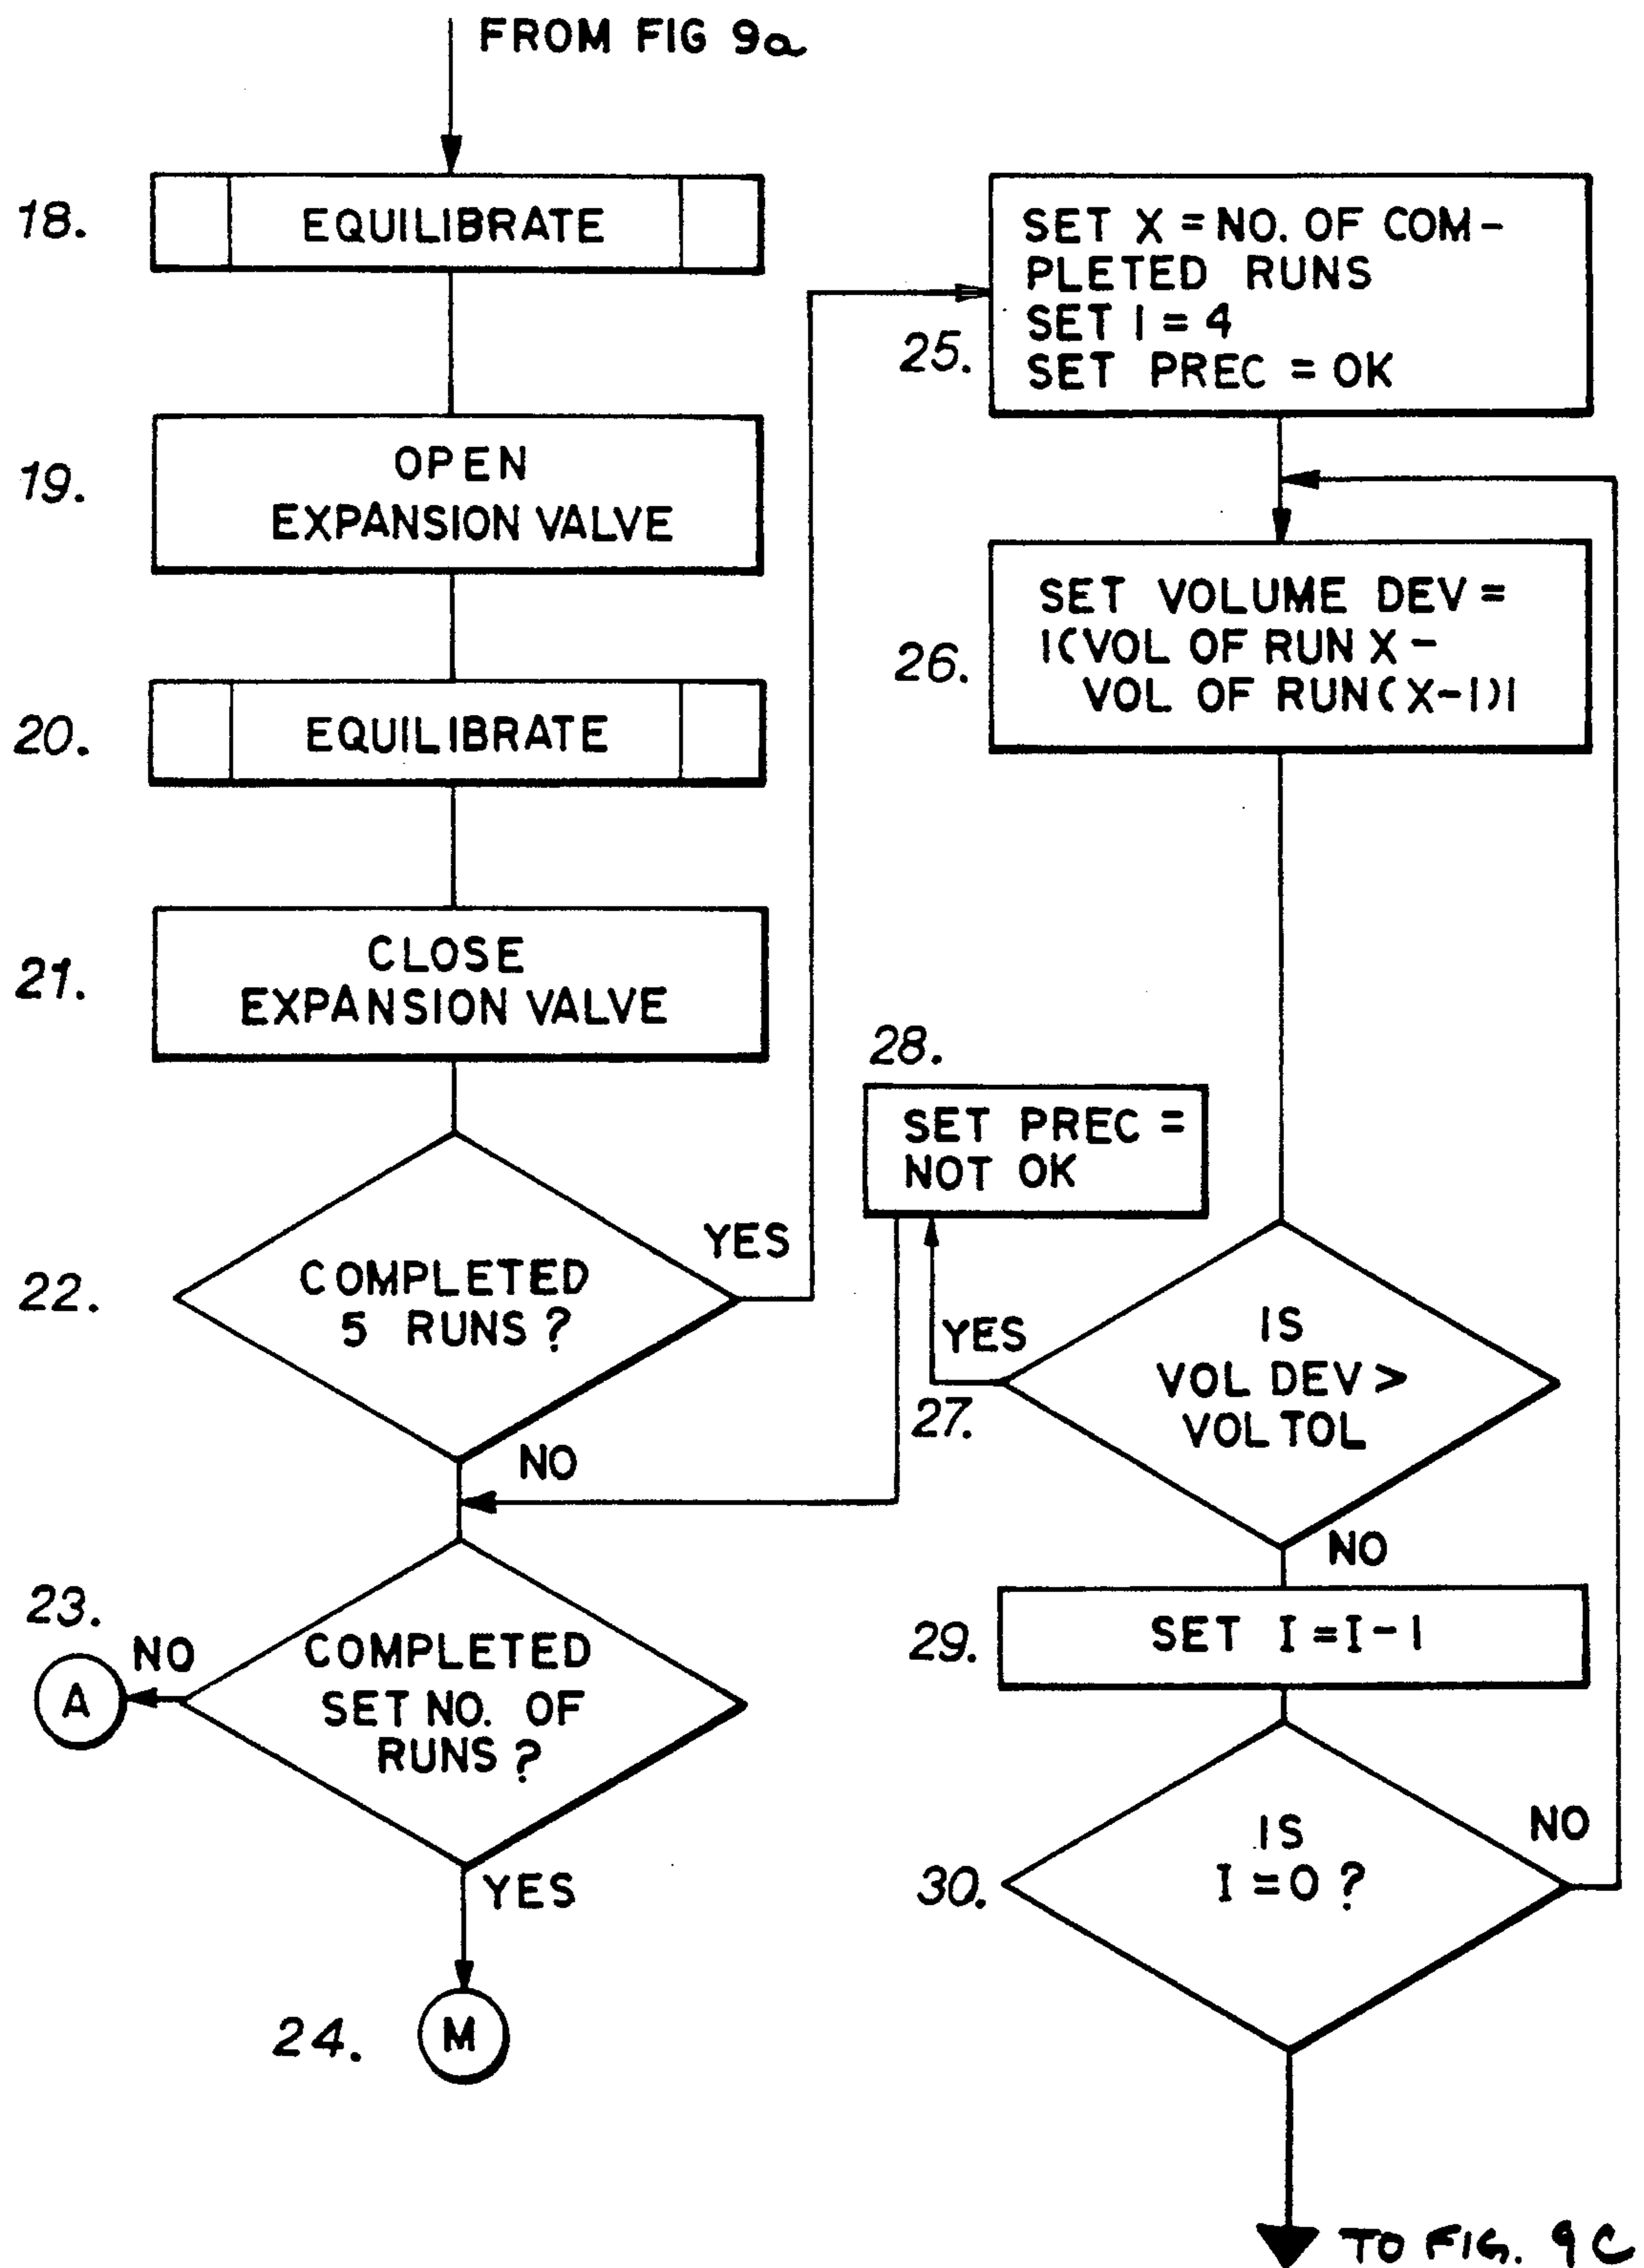 FROM FIG 9a
18.
EQUILIBRATE
19.
OPEN
EXPANSION VALVE
20.
EQUILIBRATE
21.
CLOSE
EXPANSION VALVE
22.
COMPLETED
5 RUNS?
YES
NO
23.
COMPLETED
SET NO. OF
RUNS?
NO
A
YES
24.
M
25.
SET X = NO. OF COM-
PLETED RUNS
SET I = 4
SET PREC = OK
26.
SET VOLUME DEV =
|(VOL OF RUN X -
VOL OF RUN (X-1)|
27.
IS
VOL DEV >
VOL TOL
YES
28.
SET PREC =
NOT OK
NO
29.
SET I = I - 1
30.
IS
I = 0?
NO
TO FIG. 9C